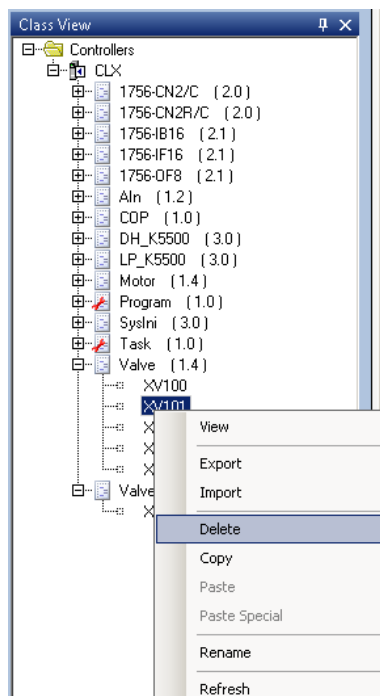 Class View
Controllers
CLX
1756-CN2/C (2.0)
1756-CN2R/C (2.0)
1756-IB16 (2.1)
1756-IF16 (2.1)
1756-OF8 (2.1)
AIn (1.2)
COP (1.0)
DH_K5500 (3.0)
LP_K5500 (3.0)
Motor (1.4)
Program (1.0)
SysIni (3.0)
Task (1.0)
Valve (1.4)
XV100
XV101
X
View
X
X
Export
Valve
Import
X
Delete
Copy
Paste
Paste Special
Rename
Refresh